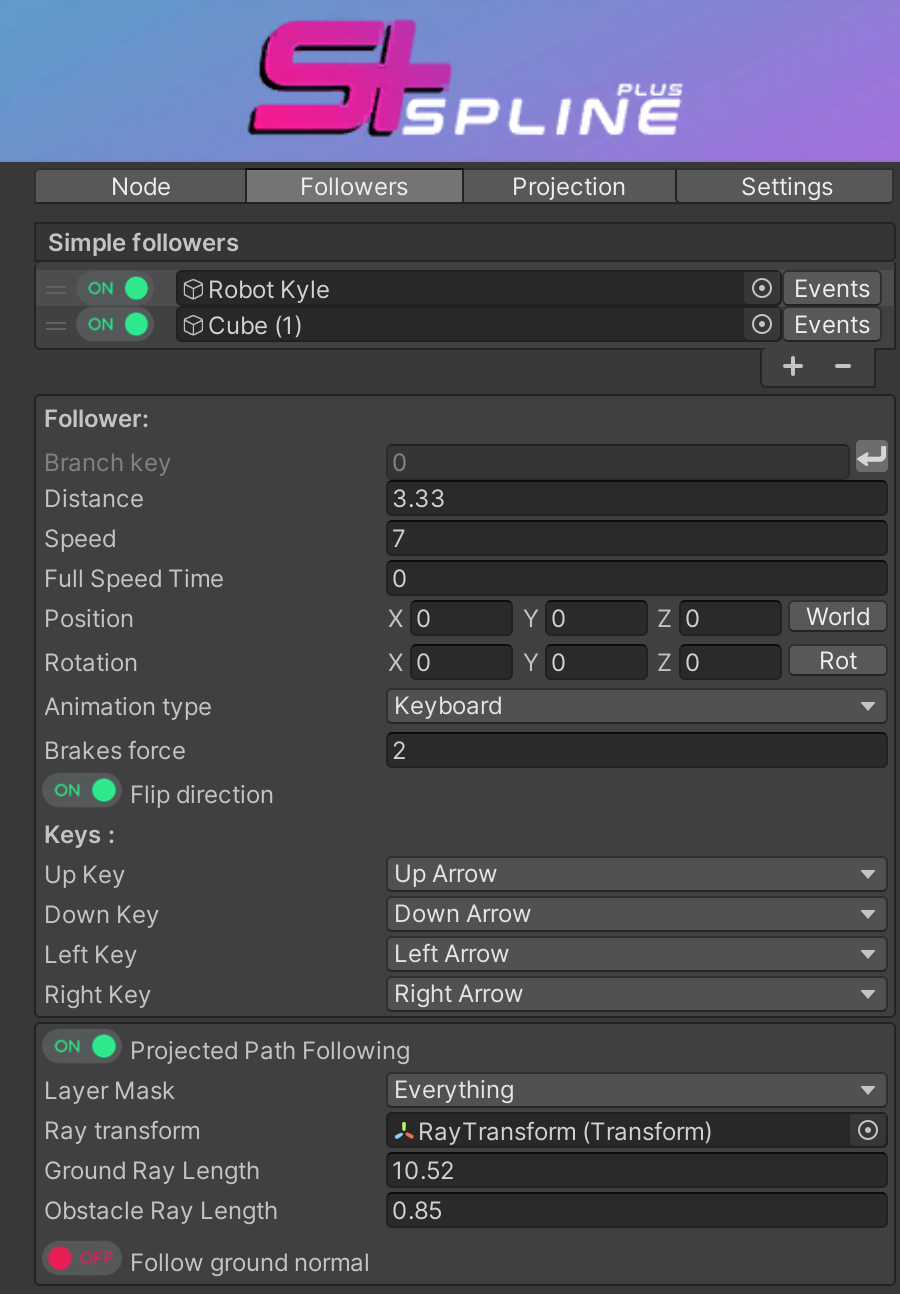 S+
PLUS
SPLINE
Node Followers Projection Settings
Simple followers
ON Robot Kyle Events
ON Cube (1) Events
+ -
Follower:
Branch key 0
Distance 3.33
Speed 7
Full Speed Time 0
Position X 0 Y 0 Z 0 World
Rotation X 0 Y 0 Z 0 Rot
Animation type Keyboard
Brakes force 2
ON Flip direction
Keys :
Up Key Up Arrow
Down Key Down Arrow
Left Key Left Arrow
Right Key Right Arrow
ON Projected Path Following
Layer Mask Everything
Ray transform RayTransform (Transform)
Ground Ray Length 10.52
Obstacle Ray Length 0.85
OFF Follow ground normal